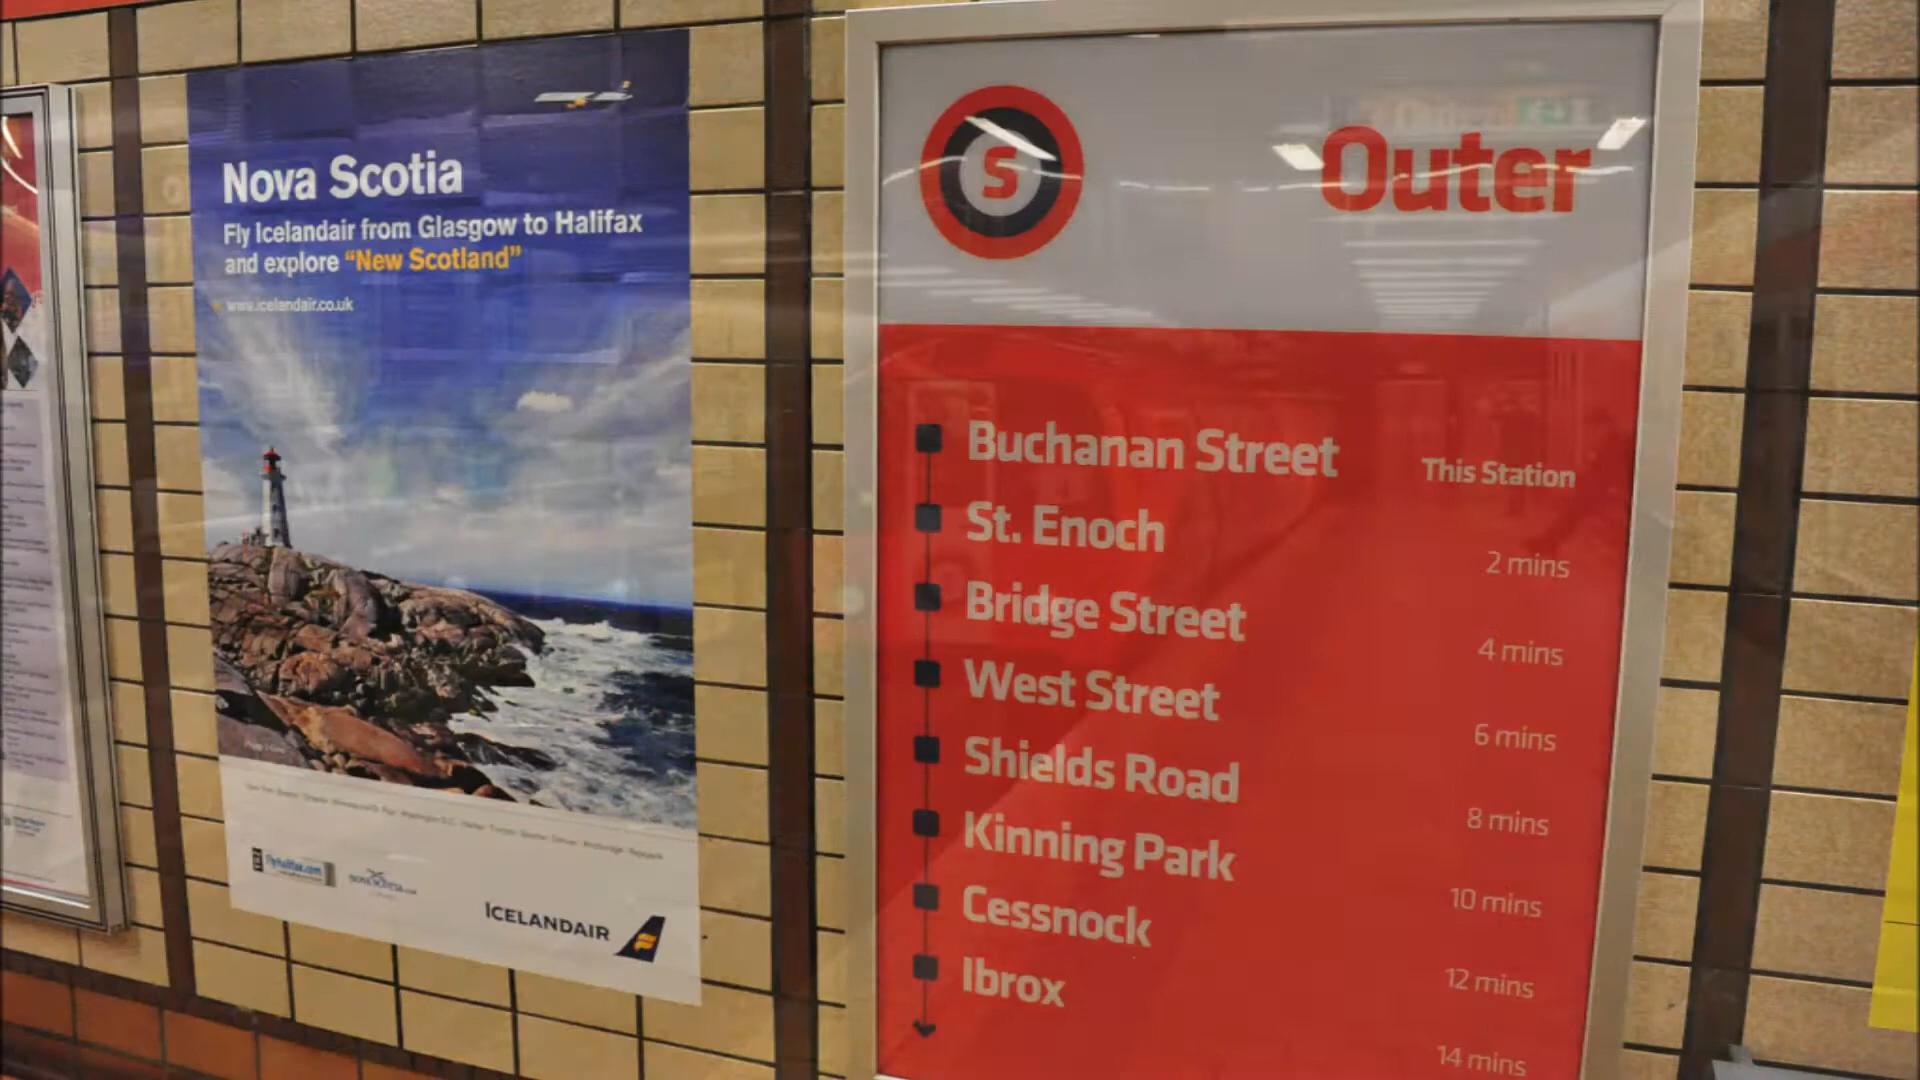 Nova Scotia
Fly Icelandair from Glasgow to Halifax
and explore “New Scotland”
www.icelandair.co.uk
FlyHalifax.com
ICELANDAIR
S
Outer
Buchanan Street This Station
St. Enoch 2 mins
Bridge Street 4 mins
West Street 6 mins
Shields Road 8 mins
Kinning Park 10 mins
Cessnock 12 mins
Ibrox 14 mins